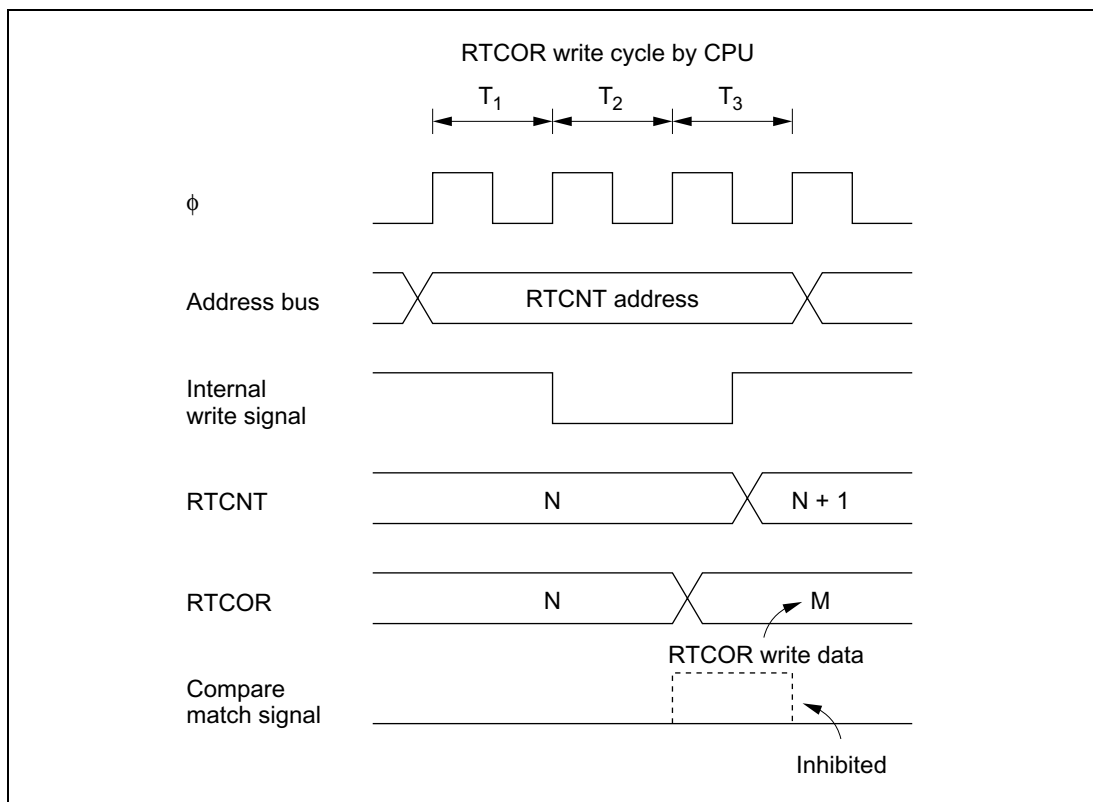 RTCOR write cycle by CPU
T1 T2 T3
ϕ
Address bus RTCNT address
Internal
write signal
RTCNT N N + 1
RTCOR N M
RTCOR write data
Compare
match signal
Inhibited